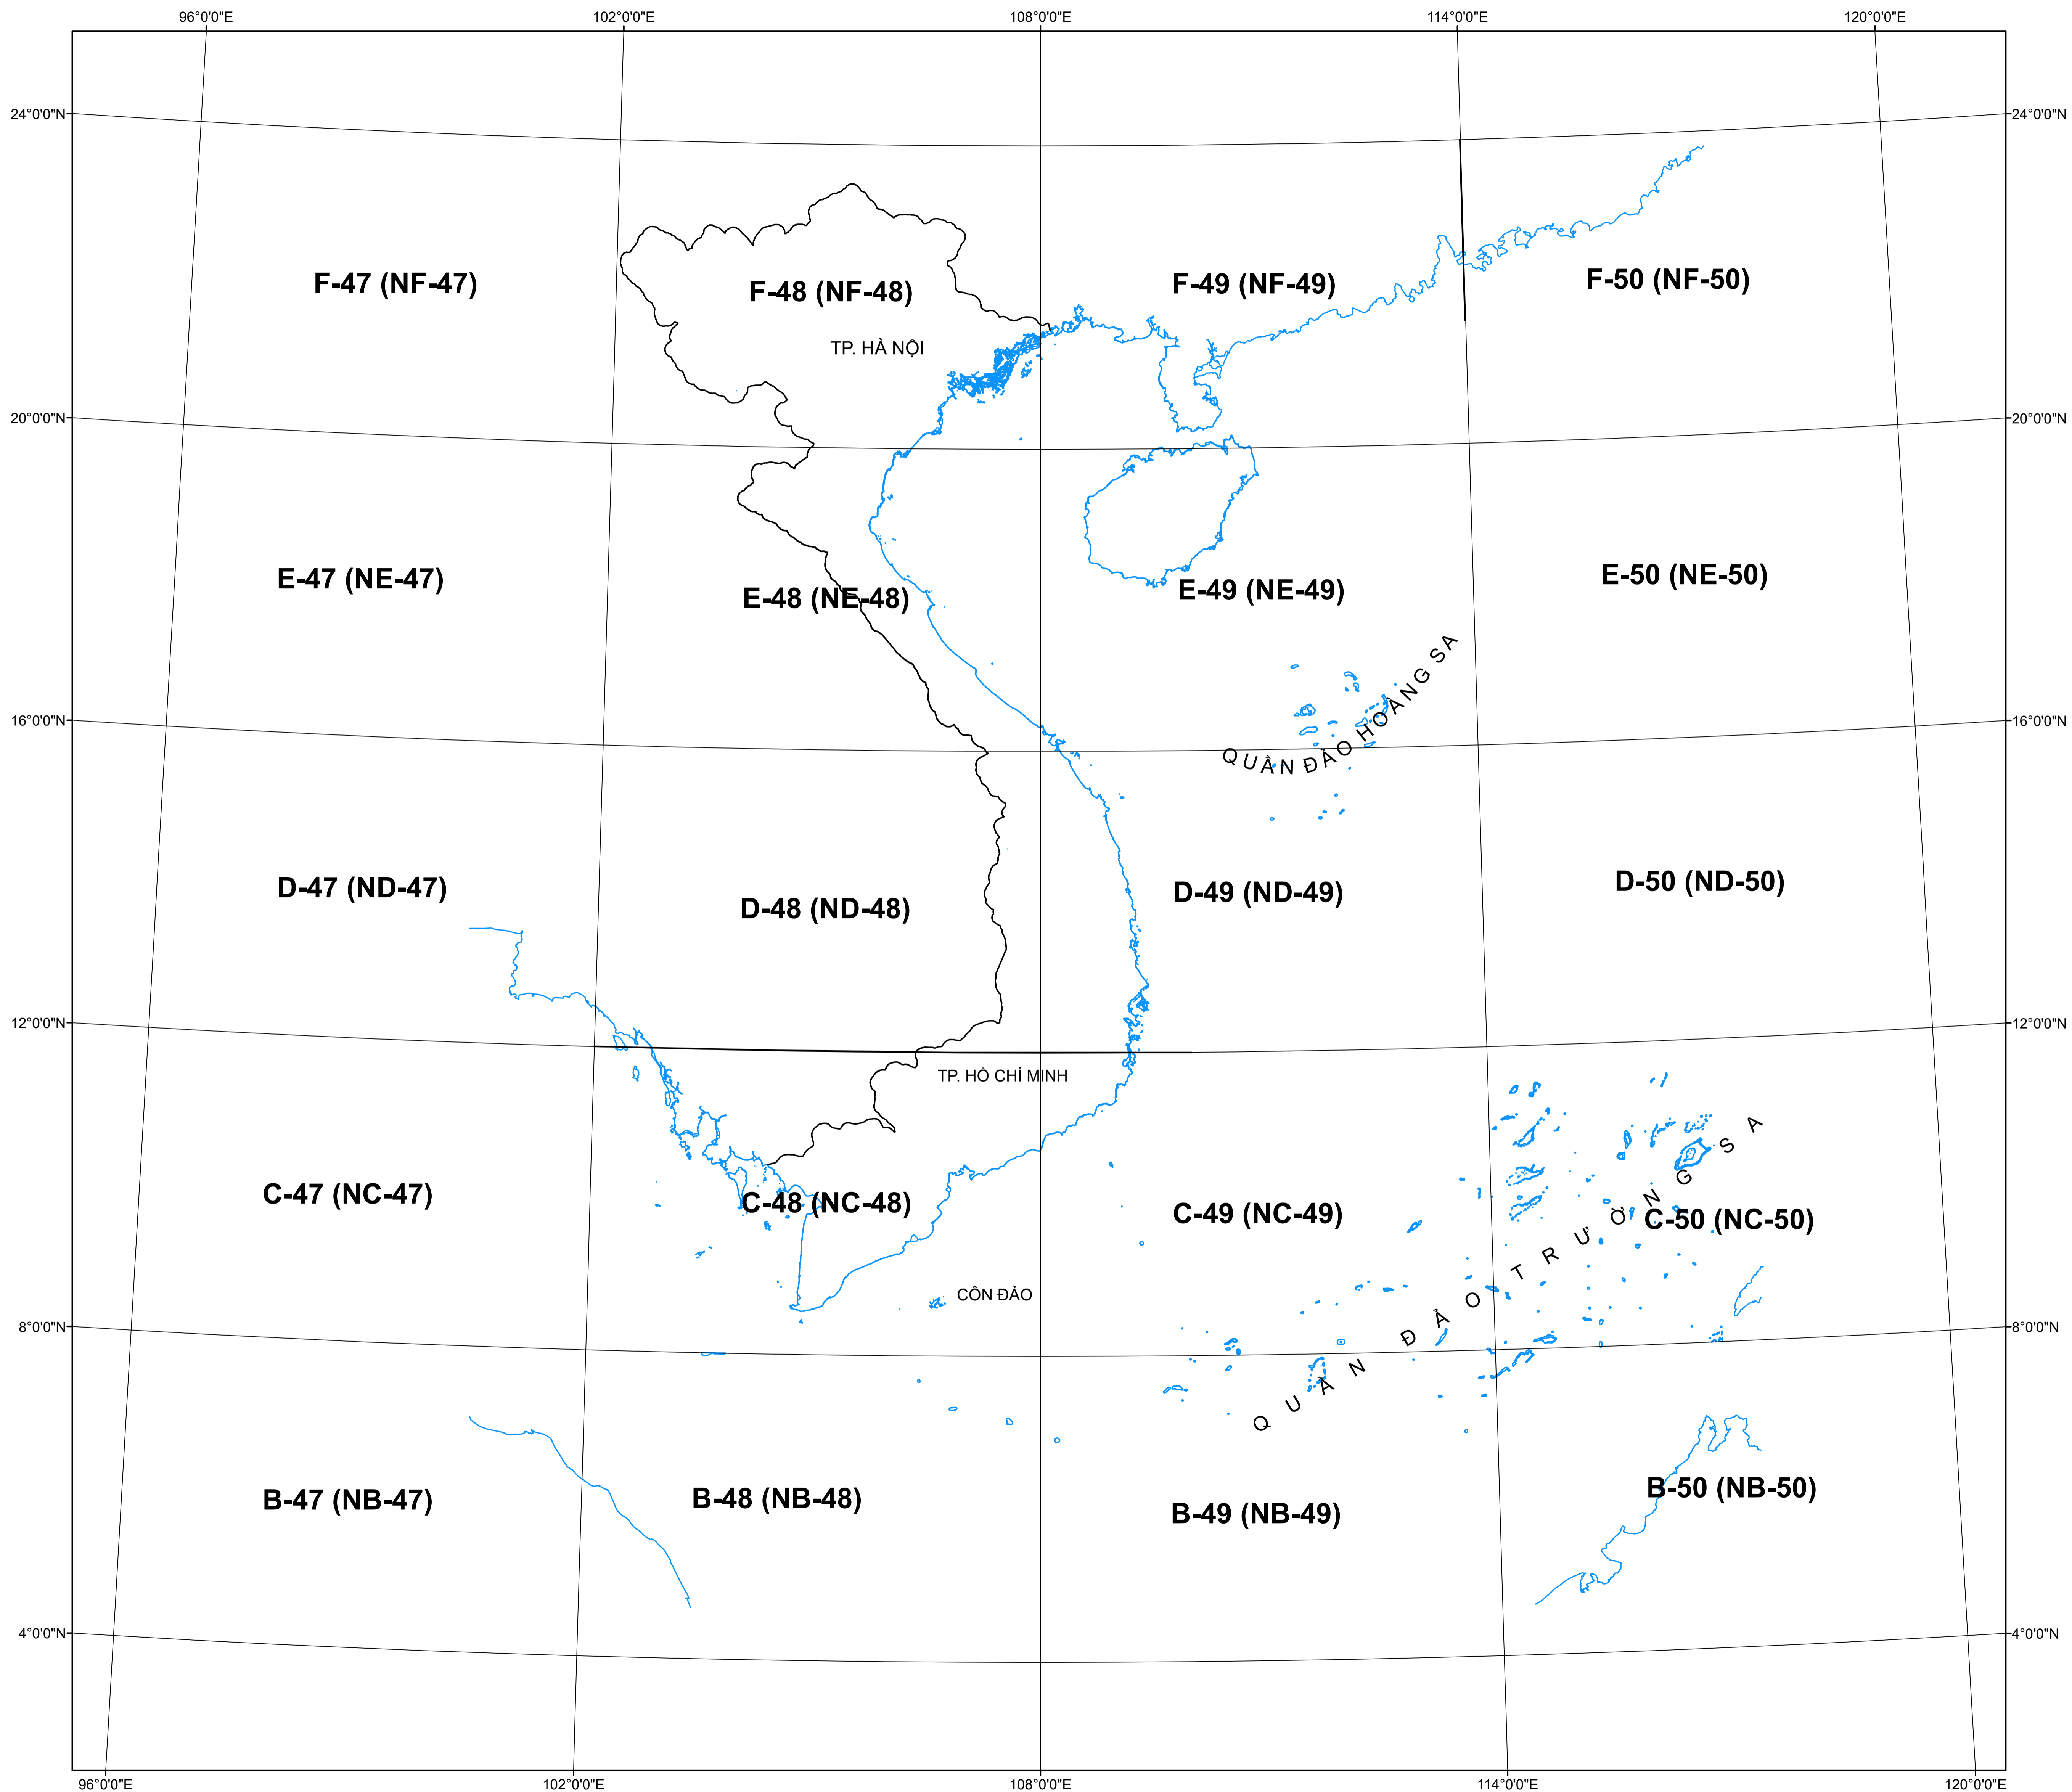 96°0'0"E 102°0'0"E 108°0'0"E 114°0'0"E 120°0'0"E
24°0'0"N 24°0'0"N
F-47 (NF-47) F-48 (NF-48) F-49 (NF-49) F-50 (NF-50)
TP. HÀ NỘI
20°0'0"N 20°0'0"N
E-47 (NE-47) E-48 (NE-48) E-49 (NE-49) E-50 (NE-50)
QUẦN ĐẢO HOÀNG SA
16°0'0"N 16°0'0"N
D-47 (ND-47) D-48 (ND-48) D-49 (ND-49) D-50 (ND-50)
12°0'0"N 12°0'0"N
TP. HỒ CHÍ MINH
C-47 (NC-47) C-48 (NC-48) C-49 (NC-49) C-50 (NC-50)
CÔN ĐẢO
QUẦN ĐẢO TRƯỜNG SA
8°0'0"N 8°0'0"N
B-47 (NB-47) B-48 (NB-48) B-49 (NB-49) B-50 (NB-50)
4°0'0"N 4°0'0"N
96°0'0"E 102°0'0"E 108°0'0"E 114°0'0"E 120°0'0"E